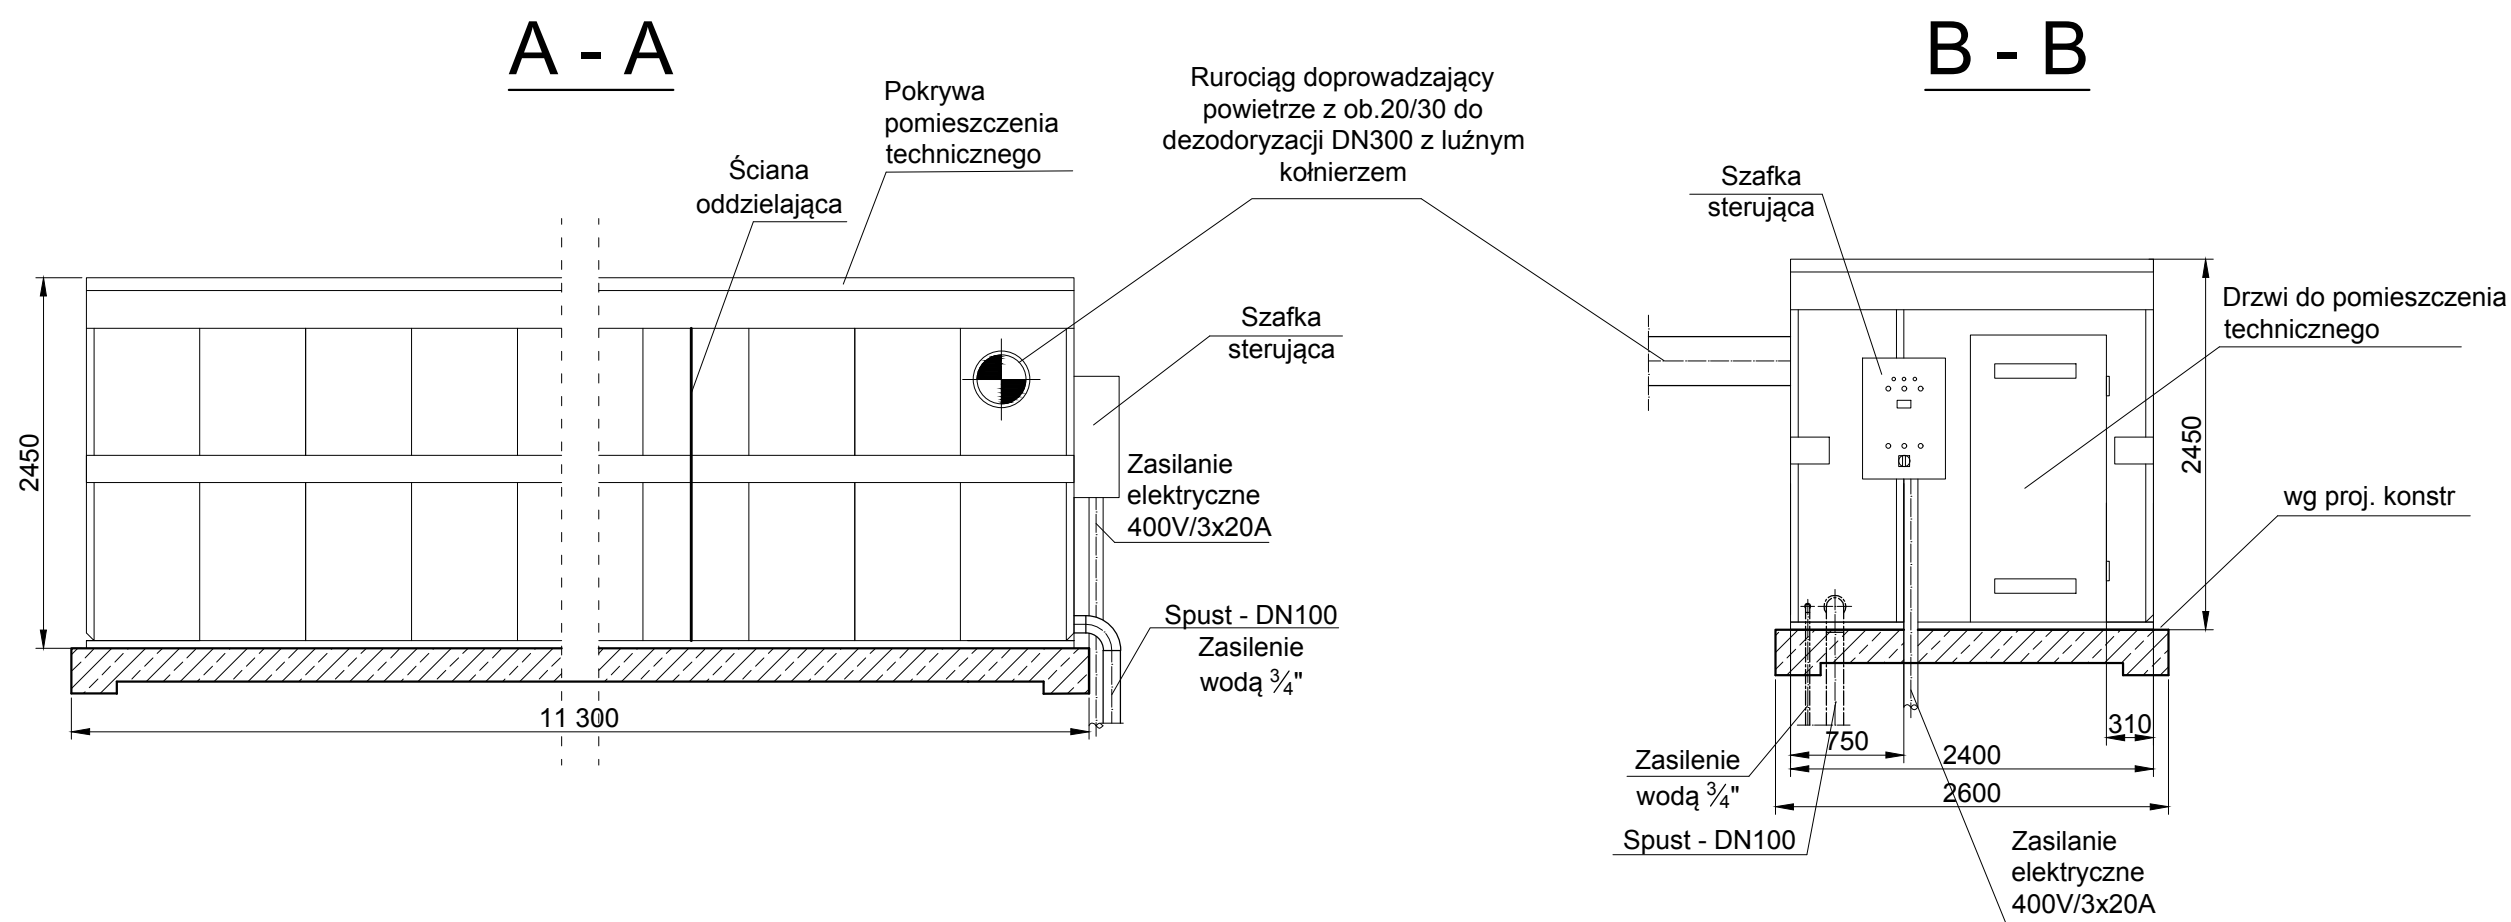 A - A
Pokrywa
pomieszczenia
technicznego
Ściana
oddzielająca
Rurociąg doprowadzający
powietrze z ob.20/30 do
dezodoryzacji DN300 z luźnym
kołnierzem
Szafka
sterująca
Zasilanie
elektryczne
400V/3x20A
Spust - DN100
Zasilenie
wodą ¾"
2450
11 300
B - B
Szafka
sterująca
Drzwi do pomieszczenia
technicznego
2450
wg proj. konstr
310
750
2400
2600
Zasilenie
wodą ¾"
Spust - DN100
Zasilanie
elektryczne
400V/3x20A